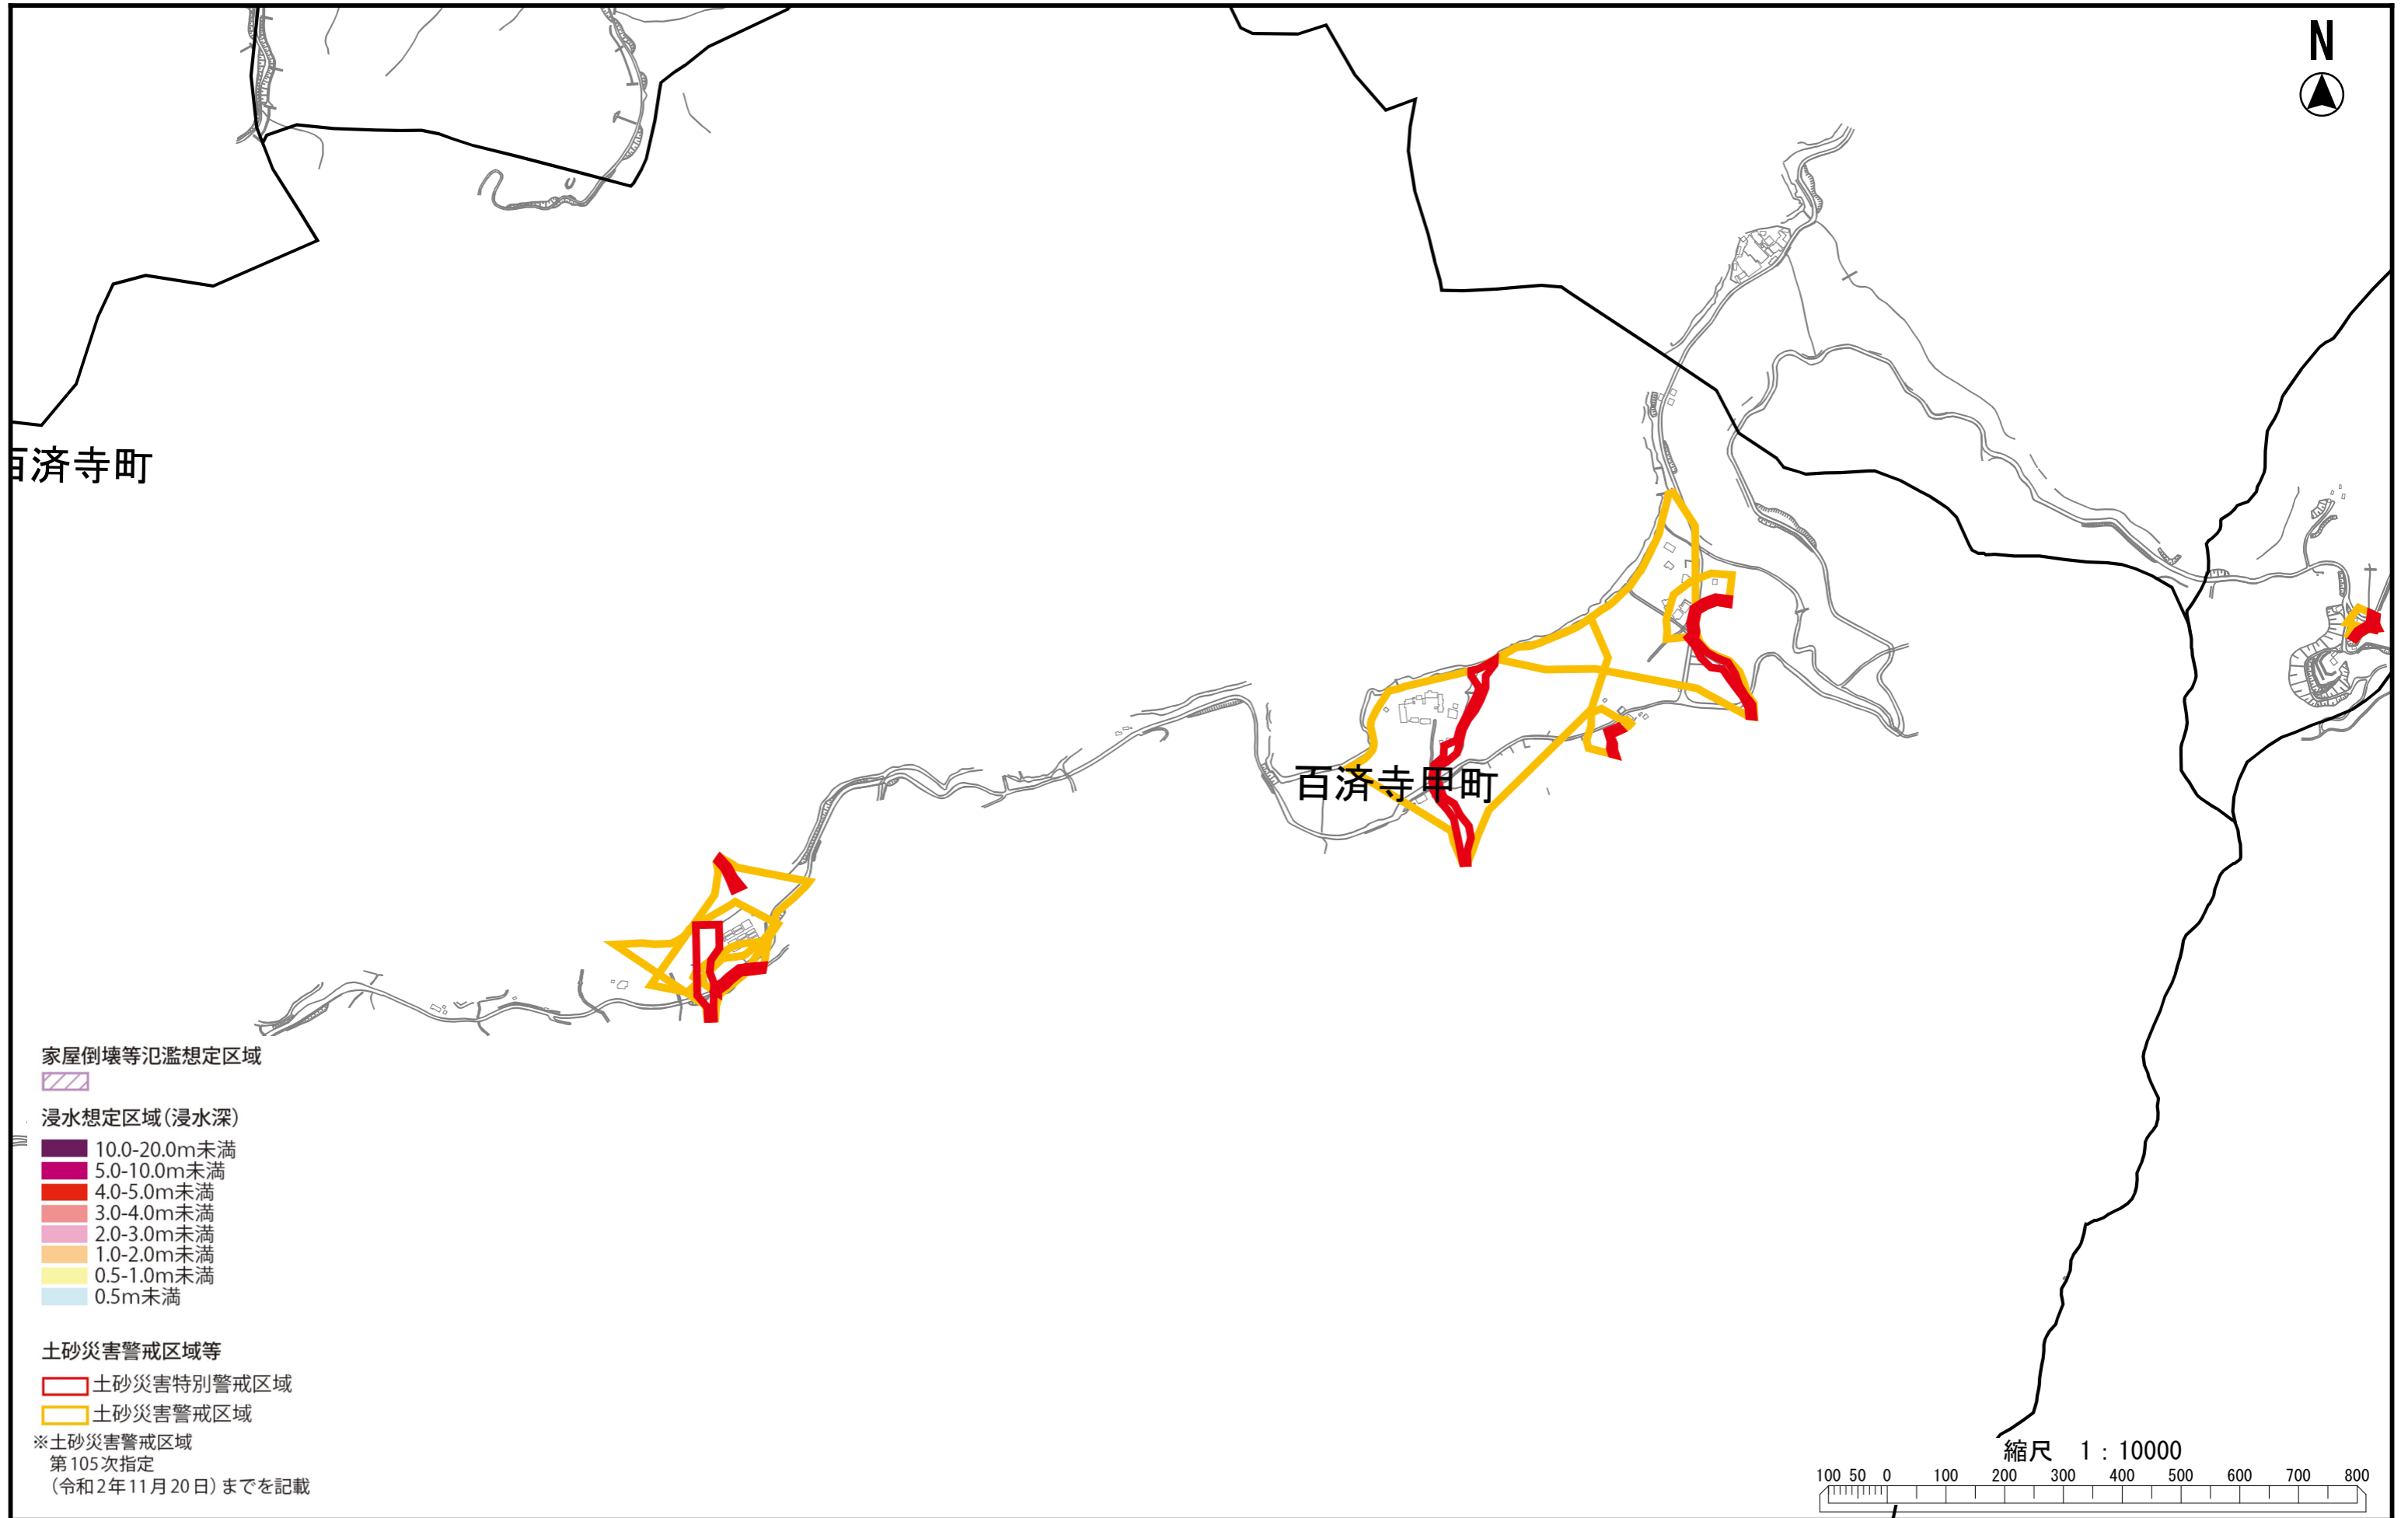 N
百済寺町
百済寺甲町
家屋倒壊等氾濫想定区域
浸水想定区域(浸水深)
10.0-20.0m未満
5.0-10.0m未満
4.0-5.0m未満
3.0-4.0m未満
2.0-3.0m未満
1.0-2.0m未満
0.5-1.0m未満
0.5m未満
土砂災害警戒区域等
土砂災害特別警戒区域
土砂災害警戒区域
※土砂災害警戒区域
第105次指定
(令和2年11月20日)までを記載
縮尺 1:10000
100 50 0 100 200 300 400 500 600 700 800